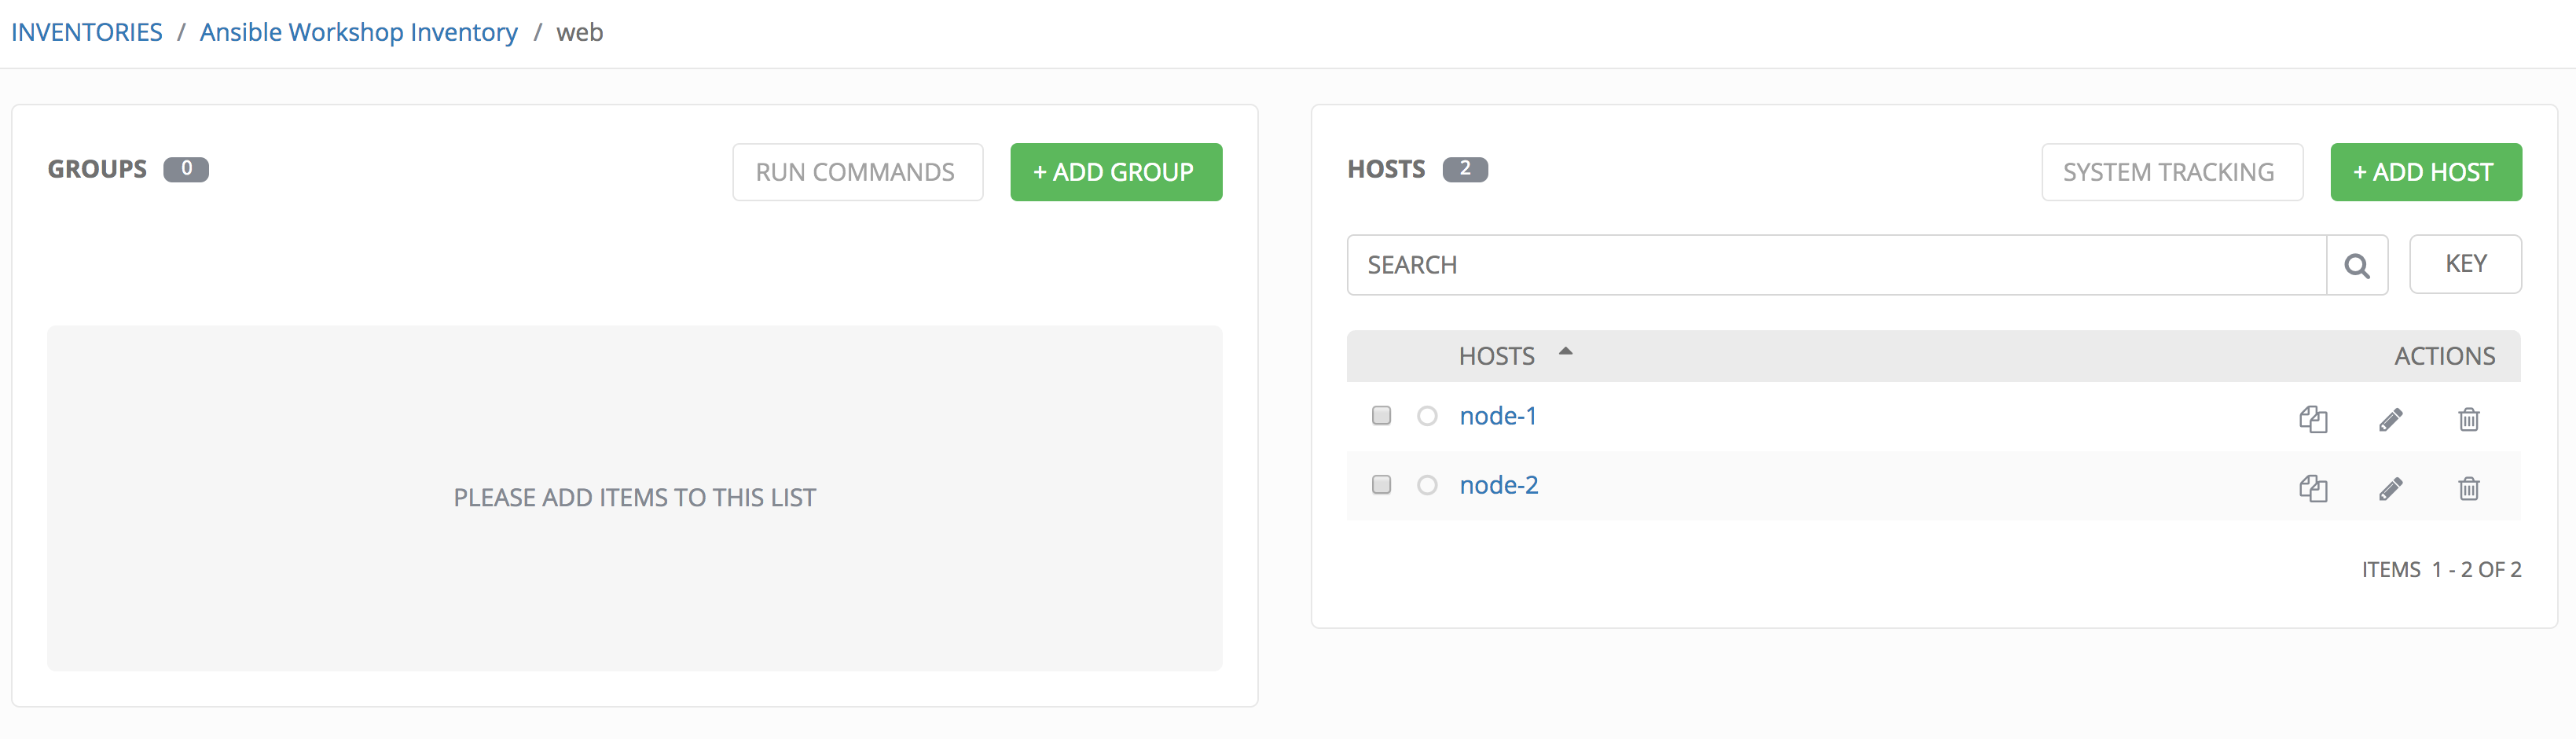 INVENTORIES / Ansible Workshop Inventory / web
GROUPS 0
RUN COMMANDS
+ ADD GROUP
PLEASE ADD ITEMS TO THIS LIST
HOSTS 2
SYSTEM TRACKING
+ ADD HOST
SEARCH
KEY
HOSTS
ACTIONS
node-1
node-2
ITEMS 1 - 2 OF 2